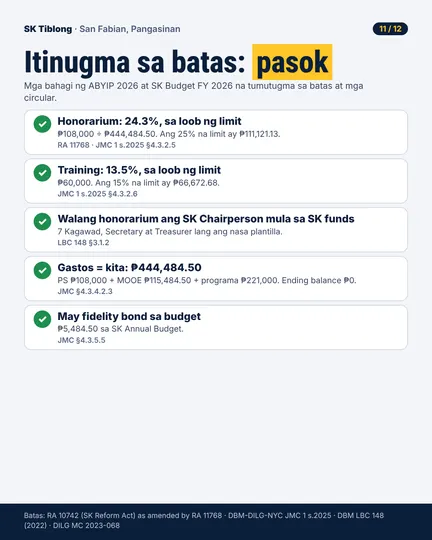 SK Tiblong · San Fabian, Pangasinan
11 / 12
Itinugma sa batas: pasok
Mga bahagi ng ABYIP 2026 at SK Budget FY 2026 na tumutugma sa batas at mga
circular.
Honorarium: 24.3%, sa loob ng limit
₱108,000 ÷ ₱444,484.50. Ang 25% na limit ay ₱111,121.13.
RA 11768 · JMC 1 s.2025 §4.3.2.5
Training: 13.5%, sa loob ng limit
₱60,000. Ang 15% na limit ay ₱66,672.68.
JMC 1 s.2025 §4.3.2.6
Walang honorarium ang SK Chairperson mula sa SK funds
7 Kagawad, Secretary at Treasurer lang ang nasa plantilla.
LBC 148 §3.1.2
Gastos = kita: ₱444,484.50
PS ₱108,000 + MOOE ₱115,484.50 + programa ₱221,000. Ending balance ₱0.
JMC §4.3.4.2.3
May fidelity bond sa budget
₱5,484.50 sa SK Annual Budget.
JMC §4.3.5.5
Batas: RA 10742 (SK Reform Act) as amended by RA 11768 · DBM-DILG-NYC JMC 1 s.2025 · DBM LBC 148
(2022) · DILG MC 2023-068